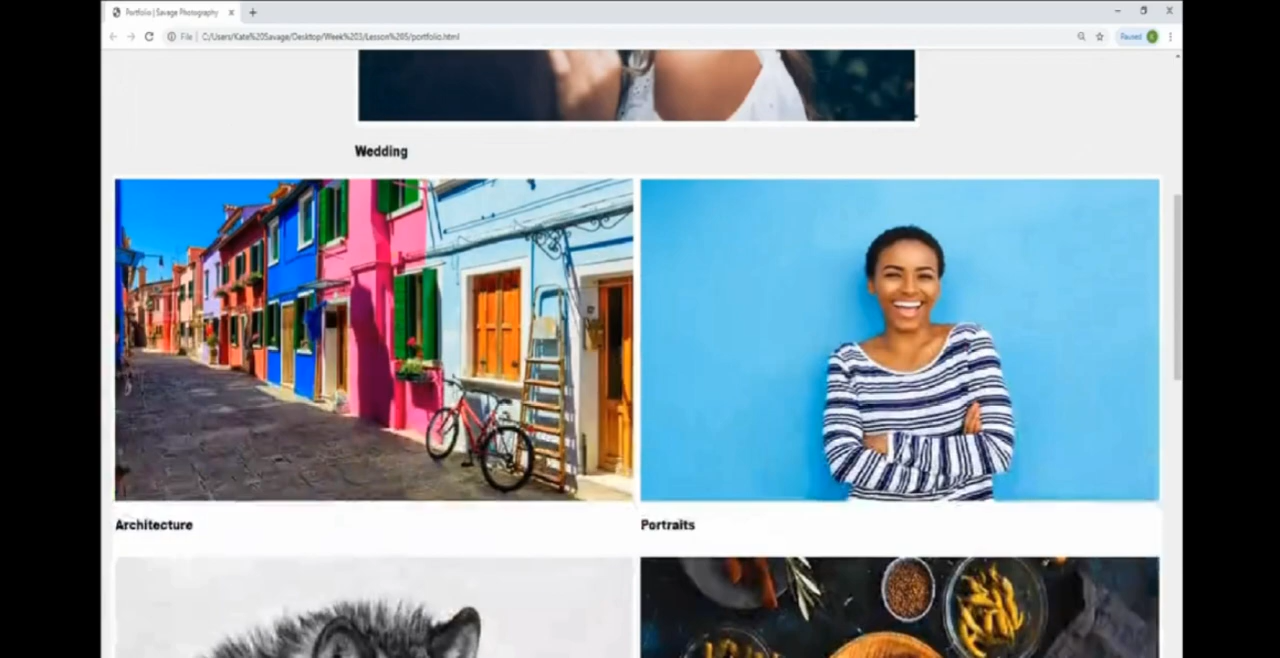 Portfolio | Savage Photography
File | C:/Users/Kate%20Savage/Desktop/Week%203/Lesson%205/portfolio.html
Paused
Wedding
Architecture
Portraits